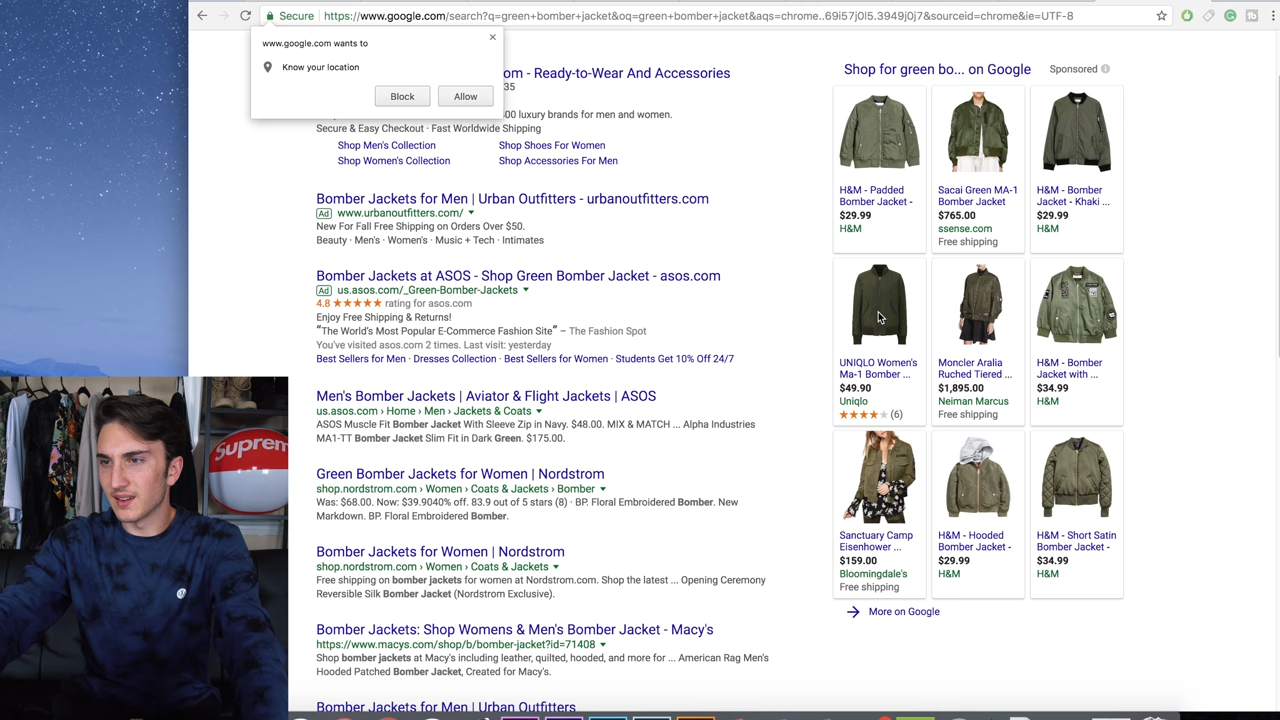 Secure
https://www.google.com/search?q=green+bomber+jacket&oq=green+bomber+jacket&aqs=chrome..69i57j0l5.3949j0j7&sourceid=chrome&ie=UTF-8
www.google.com wants to
Know your location
Block
Allow
om - Ready-to-Wear And Accessories
35
00 luxury brands for men and women.
Secure & Easy Checkout · Fast Worldwide Shipping
Shop Men's Collection
Shop Shoes For Women
Shop Women's Collection
Shop Accessories For Men
Bomber Jackets for Men | Urban Outfitters - urbanoutfitters.com
Ad www.urbanoutfitters.com/
New For Fall Free Shipping on Orders Over $50.
Beauty · Men's · Women's · Music + Tech · Intimates
Bomber Jackets at ASOS - Shop Green Bomber Jacket - asos.com
Ad us.asos.com/_Green-Bomber-Jackets
4.8 ★★★★★ rating for asos.com
Enjoy Free Shipping & Returns!
"The World's Most Popular E-Commerce Fashion Site" – The Fashion Spot
You've visited asos.com 2 times. Last visit: yesterday
Best Sellers for Men · Dresses Collection · Best Sellers for Women · Students Get 10% Off 24/7
Men's Bomber Jackets | Aviator & Flight Jackets | ASOS
us.asos.com › Home › Men › Jackets & Coats
ASOS Muscle Fit Bomber Jacket With Sleeve Zip in Navy. $48.00. MIX & MATCH ... Alpha Industries
MA1-TT Bomber Jacket Slim Fit in Dark Green. $175.00.
Green Bomber Jackets for Women | Nordstrom
shop.nordstrom.com › Women › Coats & Jackets › Bomber
Was: $68.00. Now: $39.9040% off. 83.9 out of 5 stars (8) · BP. Floral Embroidered Bomber. New
Markdown. BP. Floral Embroidered Bomber.
Bomber Jackets for Women | Nordstrom
shop.nordstrom.com › Women › Coats & Jackets
Free shipping on bomber jackets for women at Nordstrom.com. Shop the latest ... Opening Ceremony
Reversible Silk Bomber Jacket (Nordstrom Exclusive).
Bomber Jackets: Shop Womens & Men's Bomber Jacket - Macy's
https://www.macys.com/shop/b/bomber-jacket?id=71408
Shop bomber jackets at Macy's including leather, quilted, hooded, and more for ... American Rag Men's
Hooded Patched Bomber Jacket, Created for Macy's.
Bomber Jackets for Men | Urban Outfitters
Shop for green bo... on Google
Sponsored
H&M - Padded
Bomber Jacket -
$29.99
H&M
Sacai Green MA-1
Bomber Jacket
$765.00
ssense.com
Free shipping
H&M - Bomber
Jacket - Khaki ...
$29.99
H&M
UNIQLO Women's
Ma-1 Bomber ...
$49.90
Uniqlo
★★★★★ (6)
Moncler Aralia
Ruched Tiered ...
$1,895.00
Neiman Marcus
Free shipping
H&M - Bomber
Jacket with ...
$34.99
H&M
Sanctuary Camp
Eisenhower ...
$159.00
Bloomingdale's
Free shipping
H&M - Hooded
Bomber Jacket -
$29.99
H&M
H&M - Short Satin
Bomber Jacket -
$34.99
H&M
More on Google
Suprem